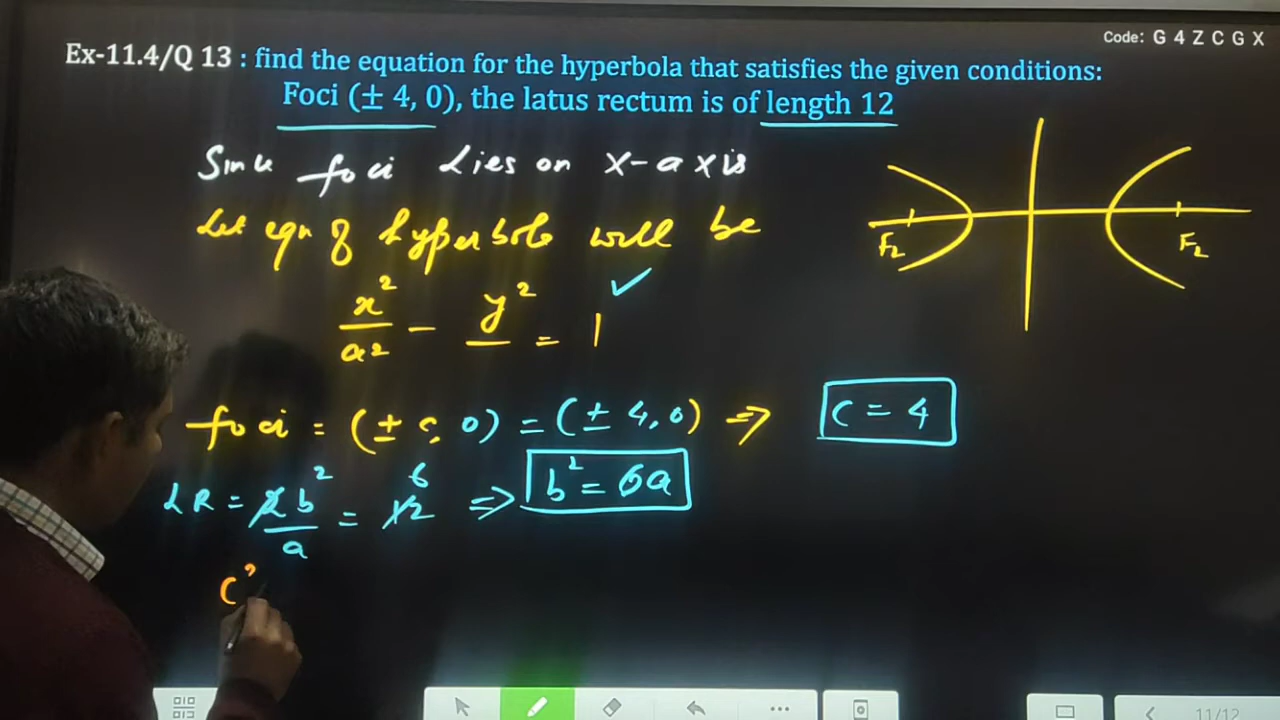 Code: G 4 Z C G X
Ex-11.4/Q 13 : find the equation for the hyperbola that satisfies the given conditions:
Foci (± 4, 0), the latus rectum is of length 12
Since foci Lies on X-axis
Let eqn of hyperbola will be
x²/a² - y²/ = 1 ✓
F₂ F₂
foci = (± c, 0) = (± 4, 0) ⇒ C = 4
LR = 2b²/a = 12 6 ⇒ b² = 6a
C²
11/12